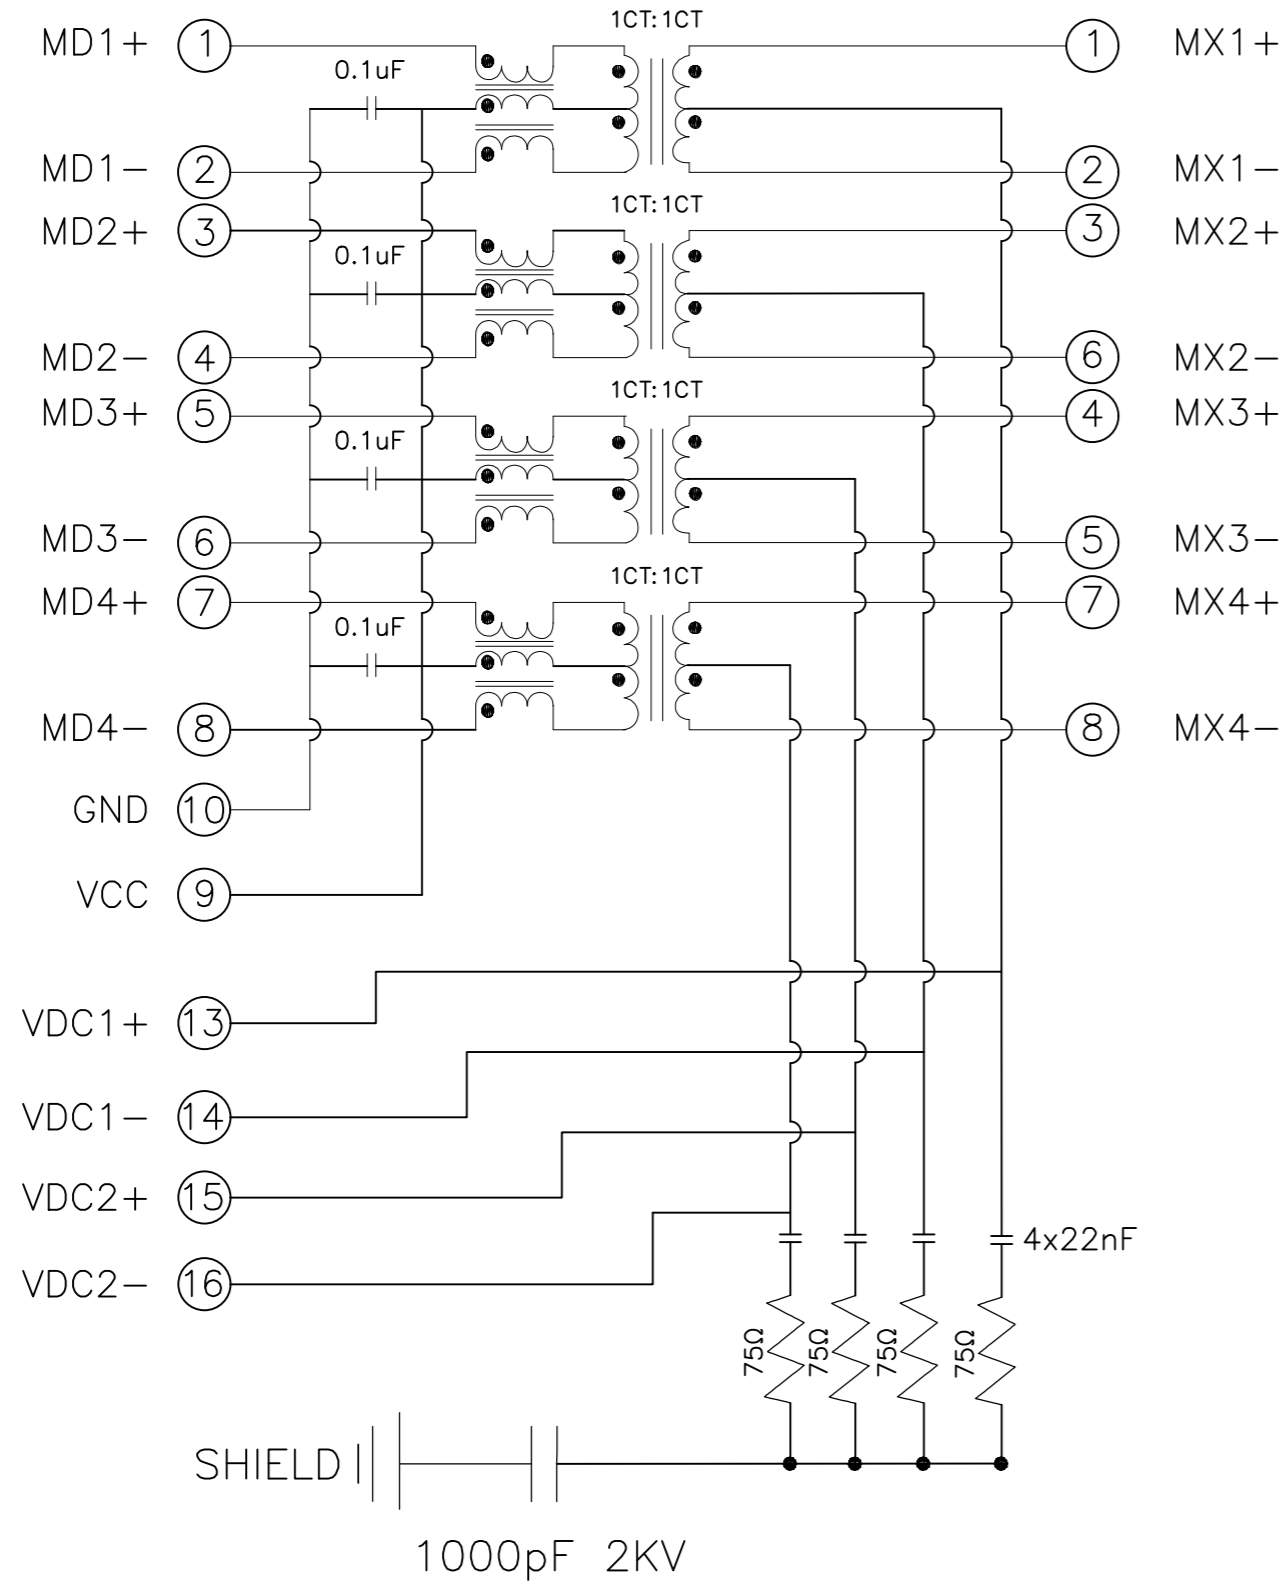 1CT:1CT
MD1+ 1 1 MX1+
0.1uF
MD1− 2 2 MX1−
1CT:1CT
MD2+ 3 3 MX2+
0.1uF
MD2− 4 6 MX2−
1CT:1CT
MD3+ 5 4 MX3+
0.1uF
MD3− 6 5 MX3−
1CT:1CT
MD4+ 7 7 MX4+
0.1uF
MD4− 8 8 MX4−
GND 10
VCC 9
VDC1+ 13
VDC1− 14
VDC2+ 15
4x22nF
VDC2− 16
75Ω 75Ω 75Ω 75Ω
SHIELD
1000pF 2KV